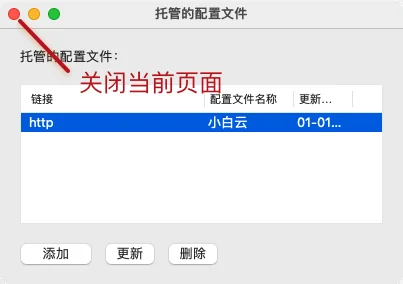 托管的配置文件
托管的配置文件：
关闭当前页面
链接 配置文件名称 更新...
http 小白云 01-01...
添加 更新 删除